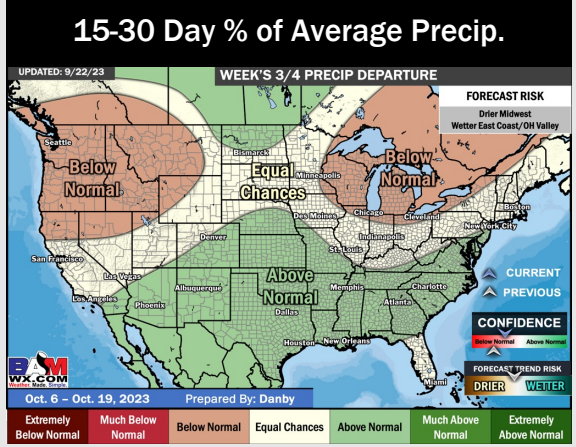 15-30 Day % of Average Precip.
UPDATED: 9/22/23
WEEK'S 3/4 PRECIP DEPARTURE
FORECAST RISK
Drier Midwest
Wetter East Coast/OH Valley
Seattle
Below
Normal
Bismarck
Equal
Chances
Minneapolis
Below
Normal
Boston
Des Moines
Chicago
Cleveland
New York City
Denver
Indianapolis
St. Louis
San Francisco
Las Vegas
Los Angeles
Phoenix
Albuquerque
Above
Normal
Dallas
Memphis
Charlotte
Atlanta
Houston
New Orleans
Miami
CURRENT
PREVIOUS
CONFIDENCE
Below Normal
Above Normal
FORECAST TREND RISK
DRIER
WETTER
BAM
WX.COM
Weather. Made. Simple.
Oct. 6 – Oct. 19, 2023
Prepared By: Danby
Extremely
Below Normal
Much Below
Normal
Below Normal
Equal Chances
Above Normal
Much Above
Normal
Extremely
Above Normal